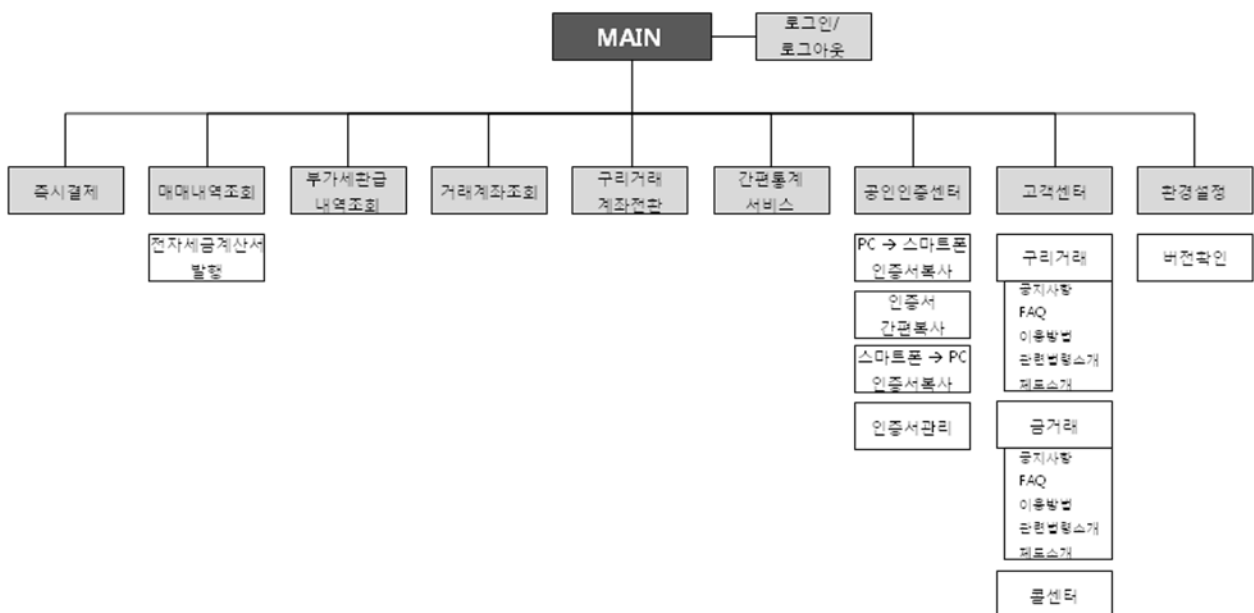 MAIN
로그인/
로그아웃
즉시결제
매매내역조회
부가세환급
내역조회
거래계좌조회
구리거래
계좌전환
간편통계
서비스
공인인증센터
고객센터
환경설정
전자세금계산서
발행
PC → 스마트폰
인증서복사
인증서
간편복사
스마트폰 → PC
인증서복사
인증서관리
구리거래
공지사항
FAQ
이용방법
관련법령소개
제도소개
금거래
공지사항
FAQ
이용방법
관련법령소개
제도소개
콜센터
버전확인